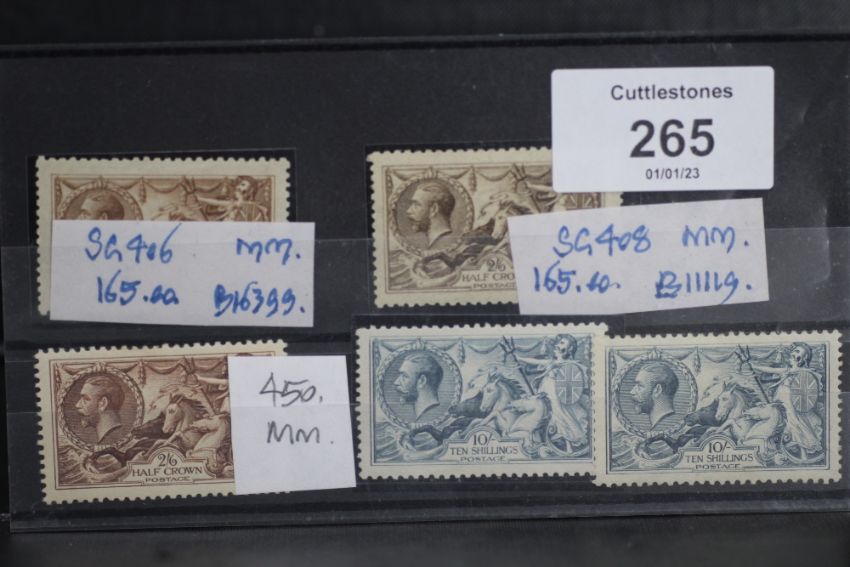 Cuttlestones
265
01/01/23
SG406 MM.
165.00 B16399.
2/6
HALF CROWN
POSTAGE
SG408 MM.
165.00. B11119.
2/6
HALF CROWN
POSTAGE
450.
MM.
10/-
TEN SHILLINGS
POSTAGE
10/-
TEN SHILLINGS
POSTAGE